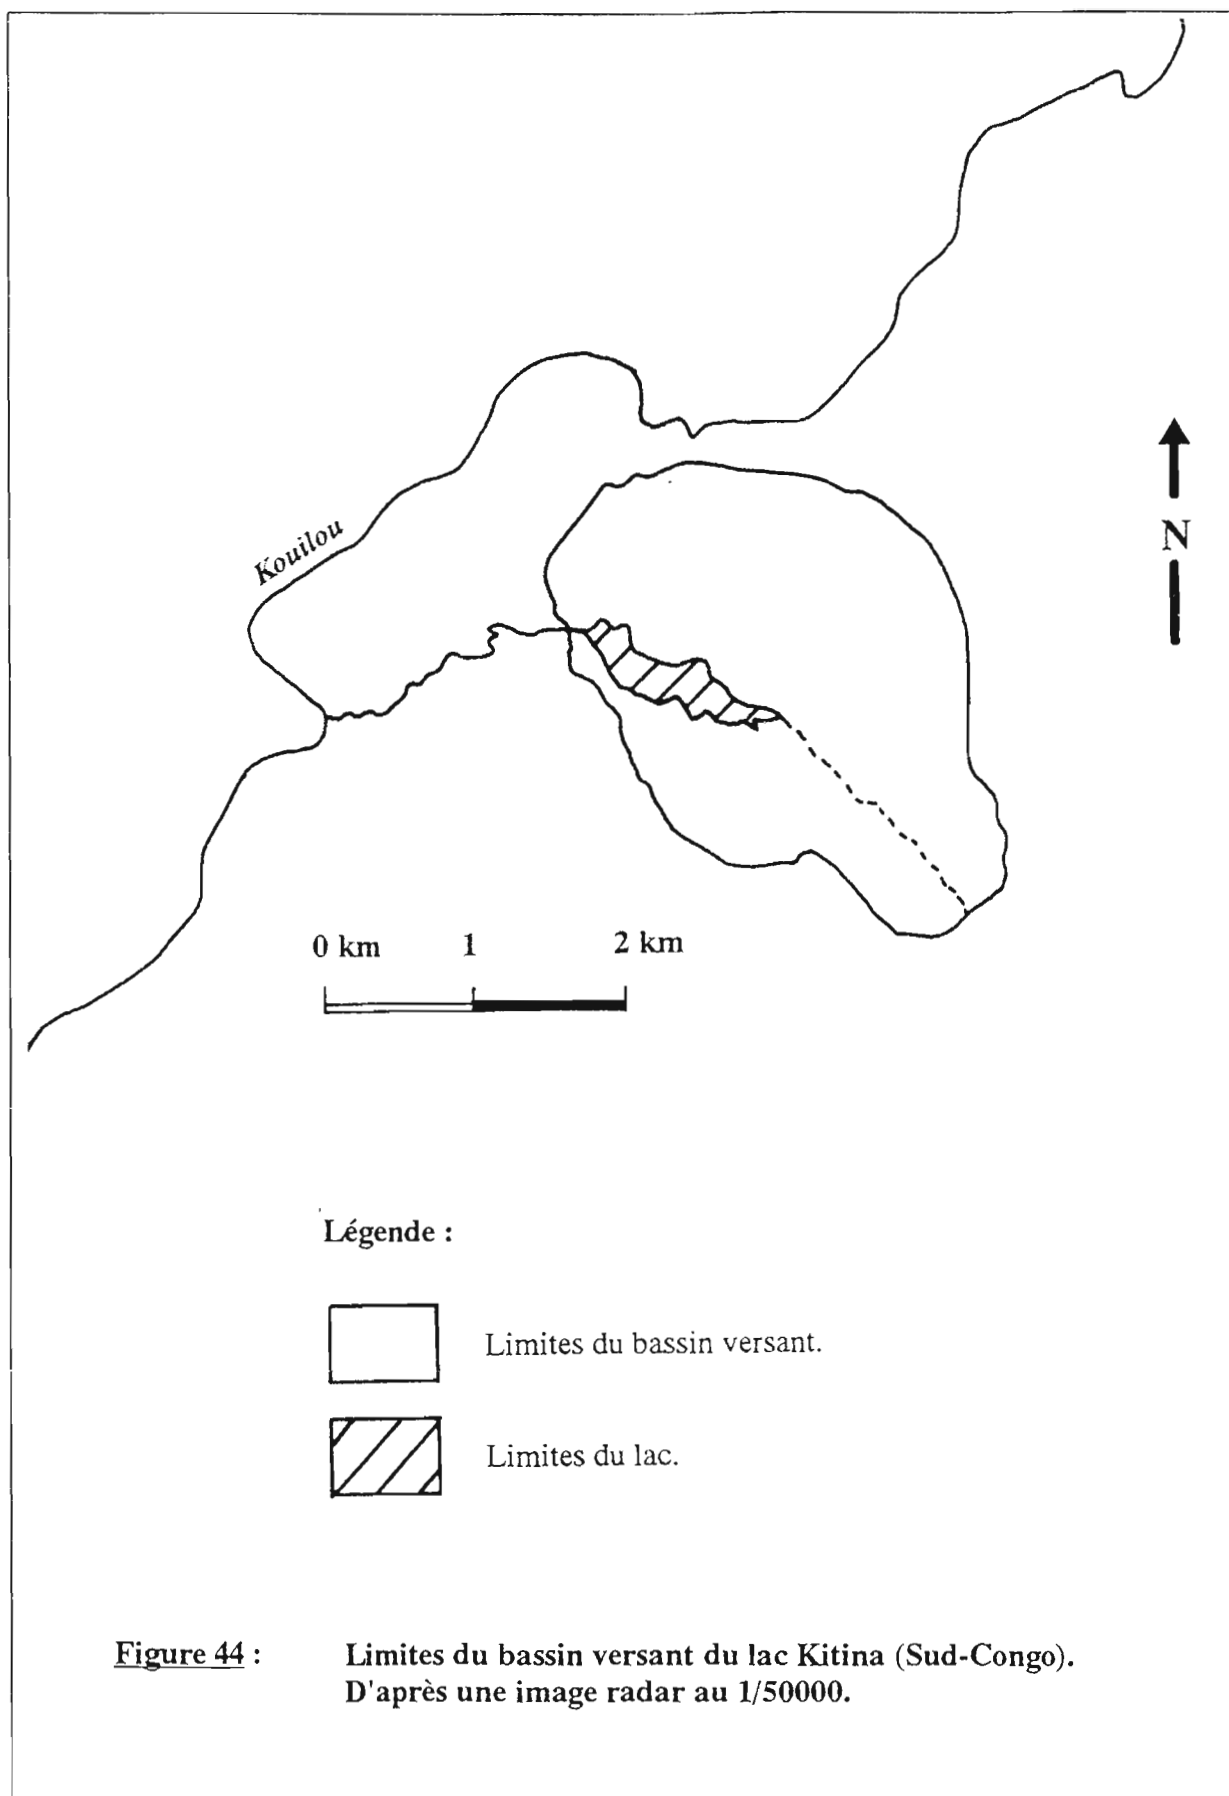 N
Kouilou
0 km 1 2 km
Légende :
Limites du bassin versant.
Limites du lac.
Figure 44 : Limites du bassin versant du lac Kitina (Sud-Congo).
D'après une image radar au 1/50000.